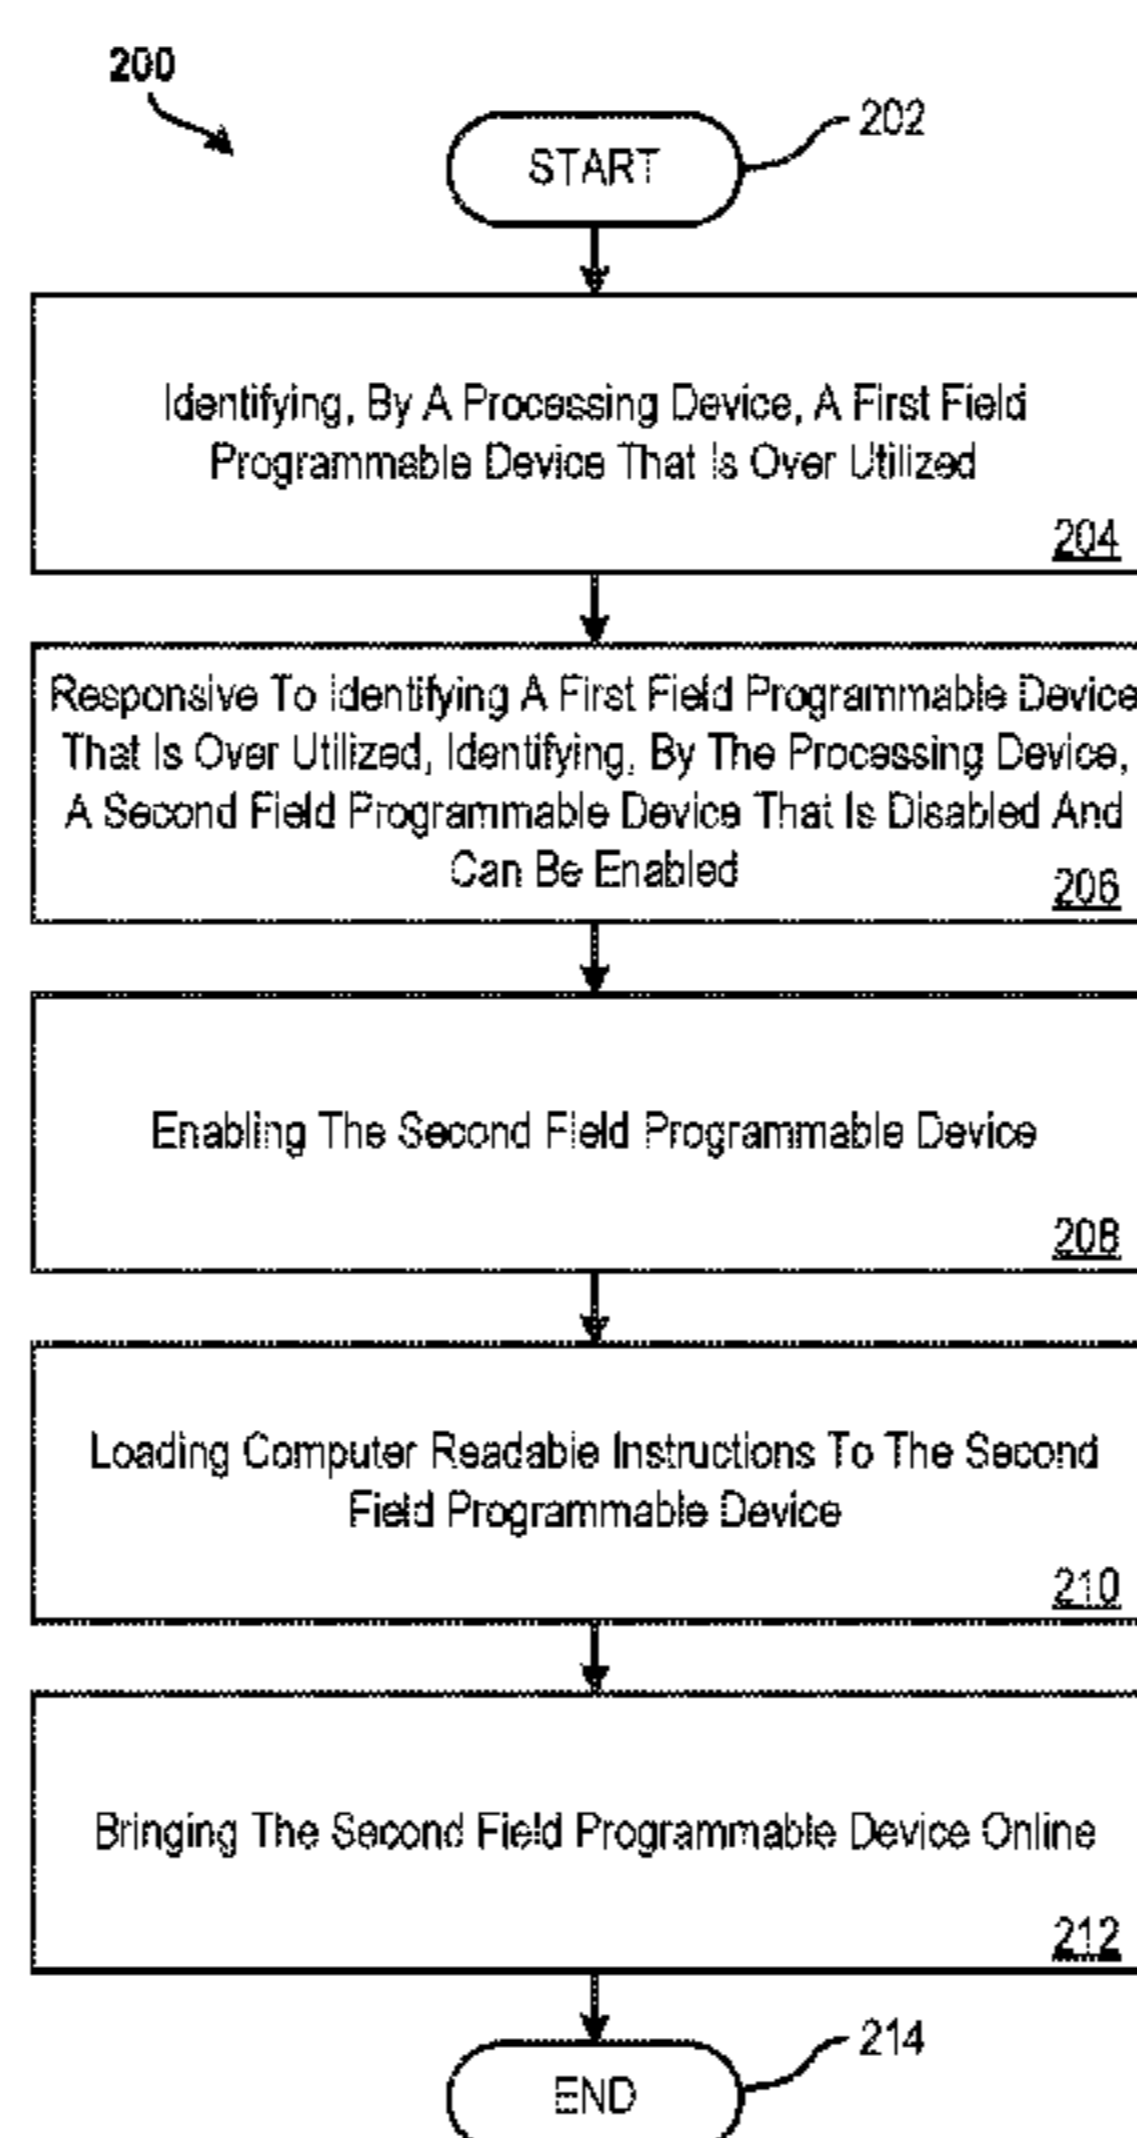 200
START
202
Identifying, By A Processing Device, A First Field
Programmable Device That Is Over Utilized
204
Responsive To Identifying A First Field Programmable Device
That Is Over Utilized, Identifying, By The Processing Device,
A Second Field Programmable Device That Is Disabled And
Can Be Enabled
206
Enabling The Second Field Programmable Device
208
Loading Computer Readable Instructions To The Second
Field Programmable Device
210
Bringing The Second Field Programmable Device Online
212
214
END